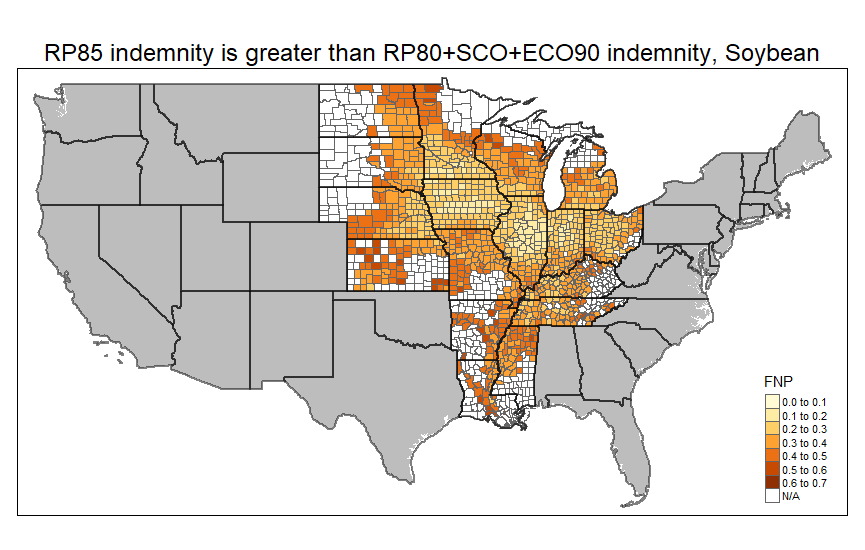 RP85 indemnity is greater than RP80+SCO+ECO90 indemnity, Soybean
FNP
0.0 to 0.1
0.1 to 0.2
0.2 to 0.3
0.3 to 0.4
0.4 to 0.5
0.5 to 0.6
0.6 to 0.7
N/A